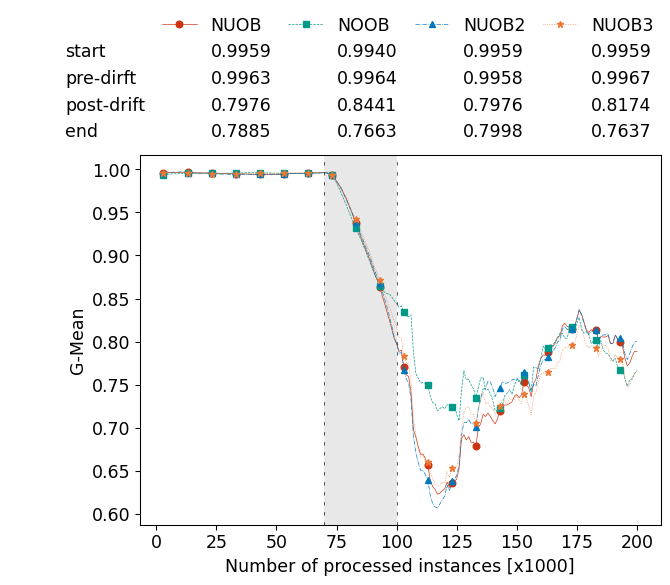 NUOB NOOB NUOB2 NUOB3
start 0.9959 0.9940 0.9959 0.9959
pre-dirft 0.9963 0.9964 0.9958 0.9967
post-drift 0.7976 0.8441 0.7976 0.8174
end 0.7885 0.7663 0.7998 0.7637
1.00
0.95
0.90
0.85
0.80
0.75
0.70
0.65
0.60
G-Mean
0 25 50 75 100 125 150 175 200
Number of processed instances [x1000]